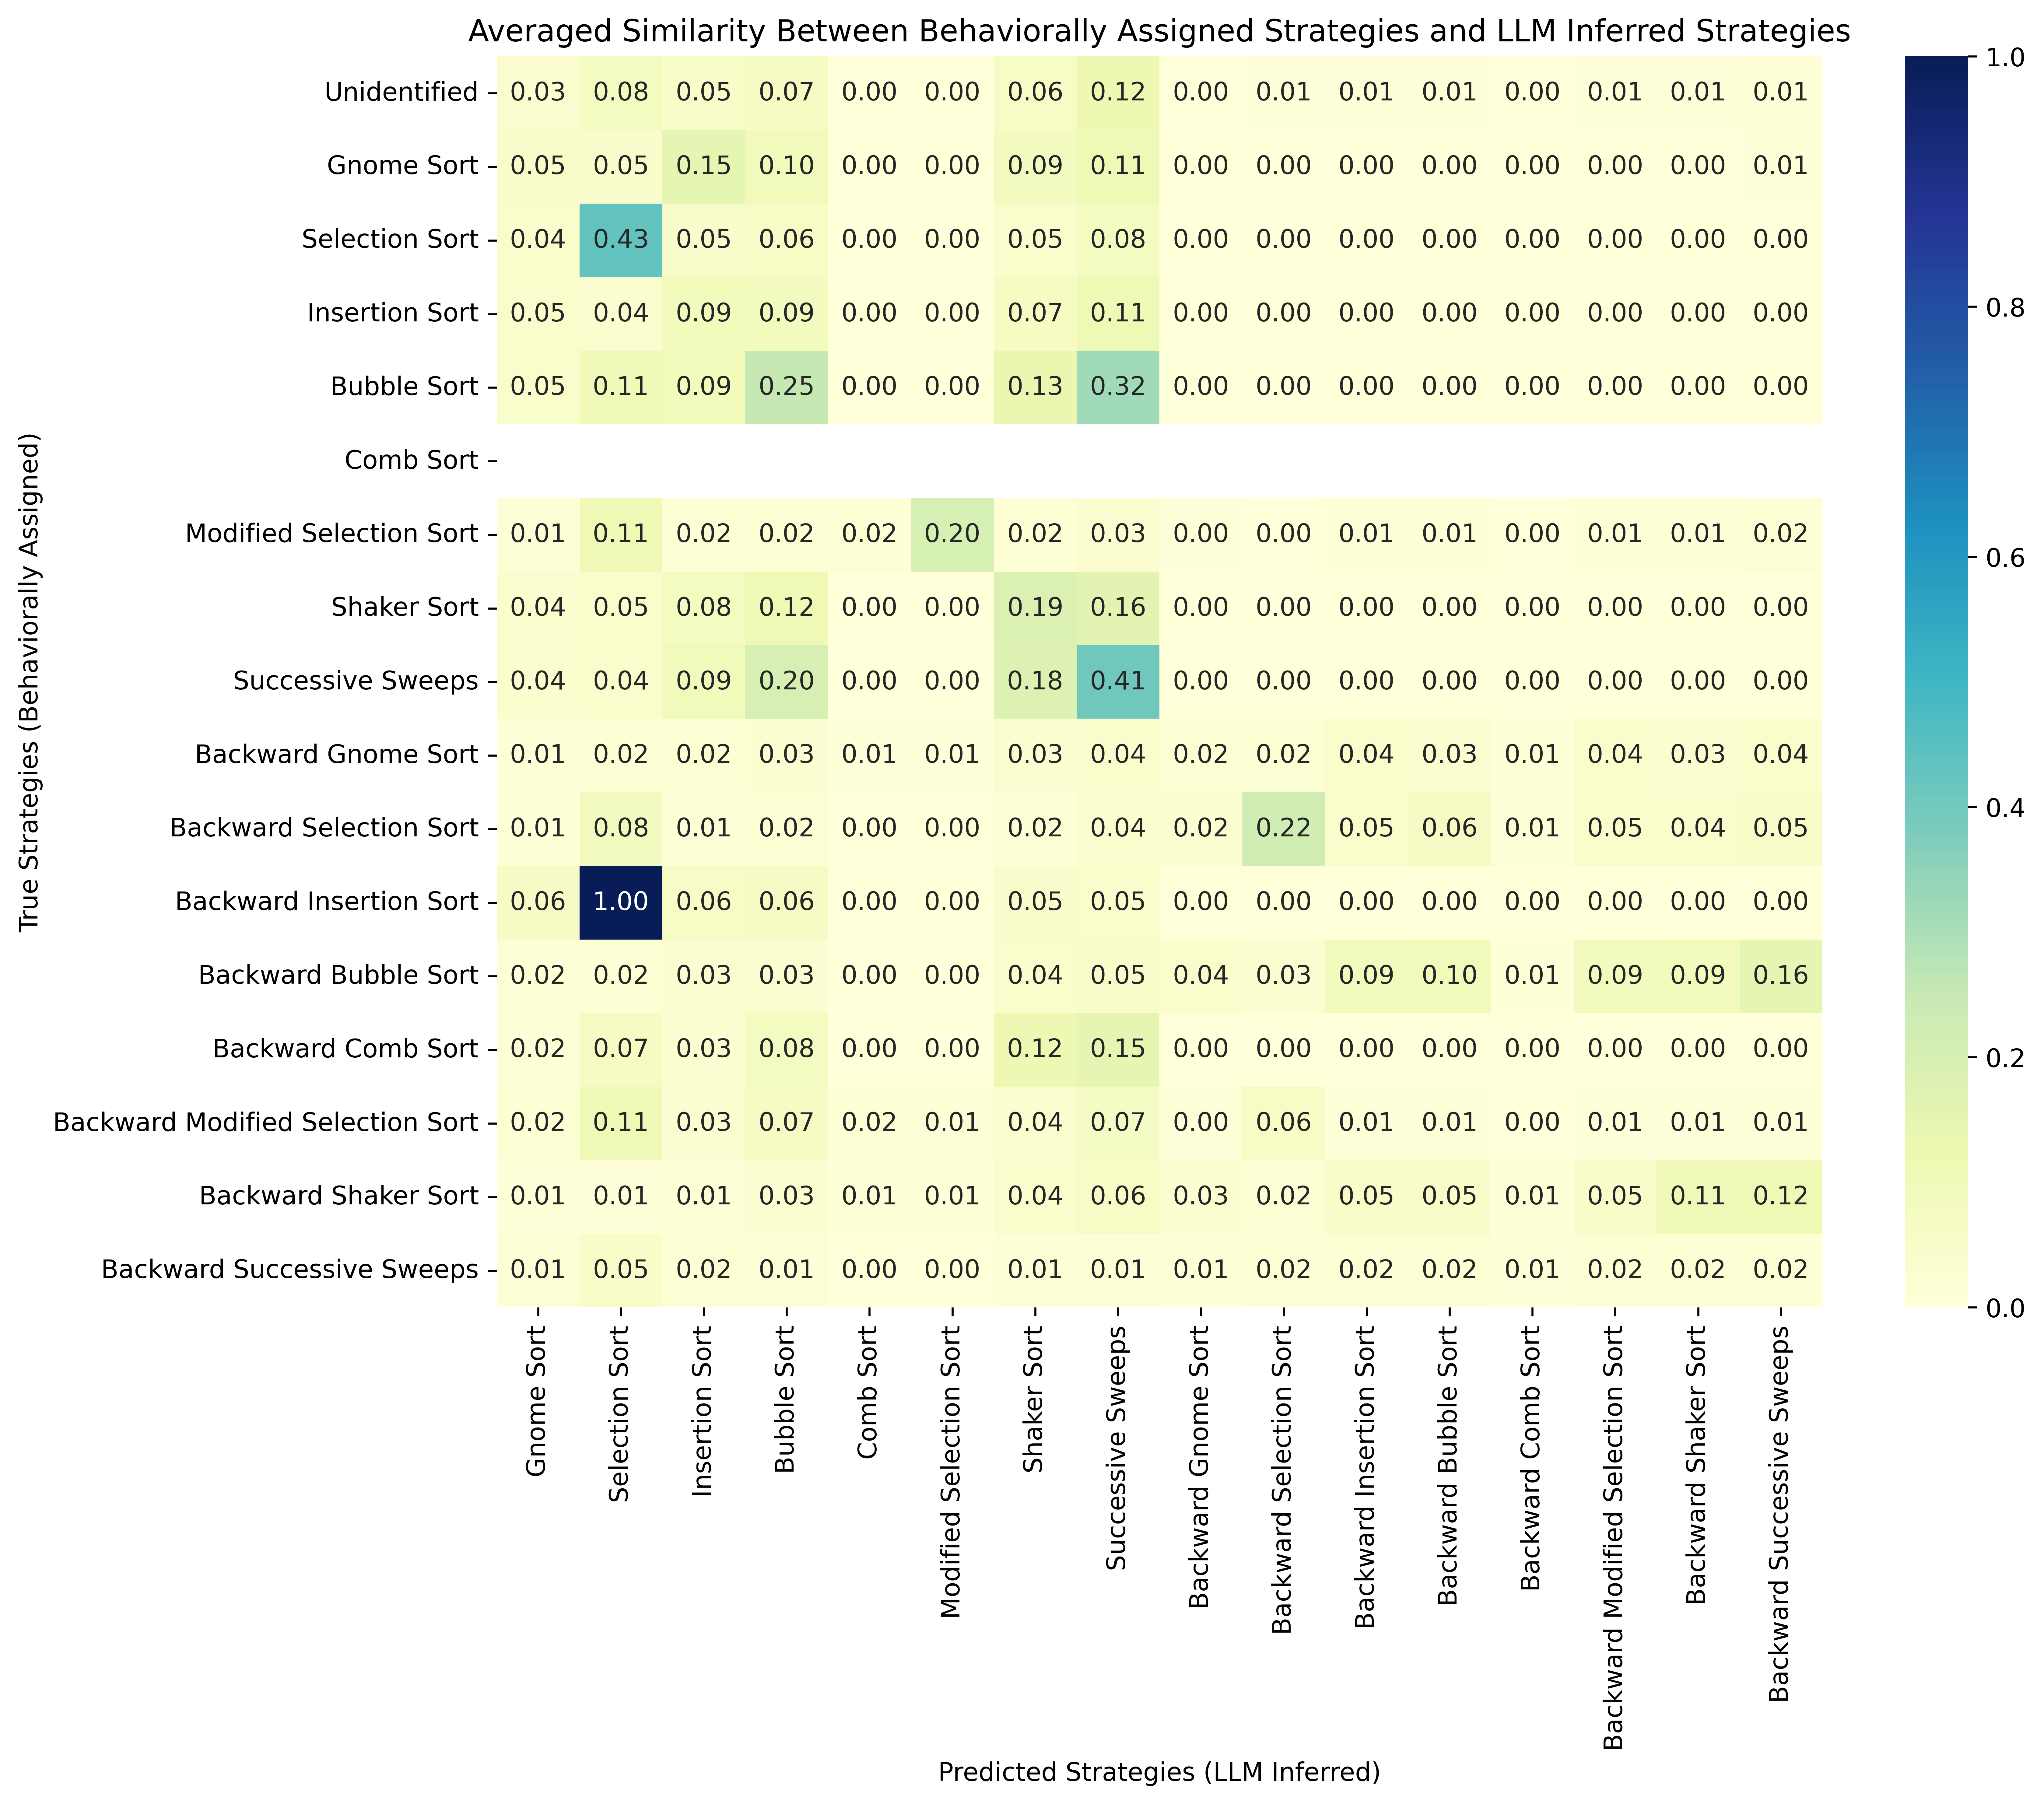 Averaged Similarity Between Behaviorally Assigned Strategies and LLM Inferred Strategies
True Strategies (Behaviorally Assigned)
Unidentified 0.03 0.08 0.05 0.07 0.00 0.00 0.06 0.12 0.00 0.01 0.01 0.01 0.00 0.01 0.01 0.01
Gnome Sort 0.05 0.05 0.15 0.10 0.00 0.00 0.09 0.11 0.00 0.00 0.00 0.00 0.00 0.00 0.00 0.01
Selection Sort 0.04 0.43 0.05 0.06 0.00 0.00 0.05 0.08 0.00 0.00 0.00 0.00 0.00 0.00 0.00 0.00
Insertion Sort 0.05 0.04 0.09 0.09 0.00 0.00 0.07 0.11 0.00 0.00 0.00 0.00 0.00 0.00 0.00 0.00
Bubble Sort 0.05 0.11 0.09 0.25 0.00 0.00 0.13 0.32 0.00 0.00 0.00 0.00 0.00 0.00 0.00 0.00
Comb Sort
Modified Selection Sort 0.01 0.11 0.02 0.02 0.02 0.20 0.02 0.03 0.00 0.00 0.01 0.01 0.00 0.01 0.01 0.02
Shaker Sort 0.04 0.05 0.08 0.12 0.00 0.00 0.19 0.16 0.00 0.00 0.00 0.00 0.00 0.00 0.00 0.00
Successive Sweeps 0.04 0.04 0.09 0.20 0.00 0.00 0.18 0.41 0.00 0.00 0.00 0.00 0.00 0.00 0.00 0.00
Backward Gnome Sort 0.01 0.02 0.02 0.03 0.01 0.01 0.03 0.04 0.02 0.02 0.04 0.03 0.01 0.04 0.03 0.04
Backward Selection Sort 0.01 0.08 0.01 0.02 0.00 0.00 0.02 0.04 0.02 0.22 0.05 0.06 0.01 0.05 0.04 0.05
Backward Insertion Sort 0.06 1.00 0.06 0.06 0.00 0.00 0.05 0.05 0.00 0.00 0.00 0.00 0.00 0.00 0.00 0.00
Backward Bubble Sort 0.02 0.02 0.03 0.03 0.00 0.00 0.04 0.05 0.04 0.03 0.09 0.10 0.01 0.09 0.09 0.16
Backward Comb Sort 0.02 0.07 0.03 0.08 0.00 0.00 0.12 0.15 0.00 0.00 0.00 0.00 0.00 0.00 0.00 0.00
Backward Modified Selection Sort 0.02 0.11 0.03 0.07 0.02 0.01 0.04 0.07 0.00 0.06 0.01 0.01 0.00 0.01 0.01 0.01
Backward Shaker Sort 0.01 0.01 0.01 0.03 0.01 0.01 0.04 0.06 0.03 0.02 0.05 0.05 0.01 0.05 0.11 0.12
Backward Successive Sweeps 0.01 0.05 0.02 0.01 0.00 0.00 0.01 0.01 0.01 0.02 0.02 0.02 0.01 0.02 0.02 0.02
Gnome Sort
Selection Sort
Insertion Sort
Bubble Sort
Comb Sort
Modified Selection Sort
Shaker Sort
Successive Sweeps
Backward Gnome Sort
Backward Selection Sort
Backward Insertion Sort
Backward Bubble Sort
Backward Comb Sort
Backward Modified Selection Sort
Backward Shaker Sort
Backward Successive Sweeps
Predicted Strategies (LLM Inferred)
1.0
0.8
0.6
0.4
0.2
0.0